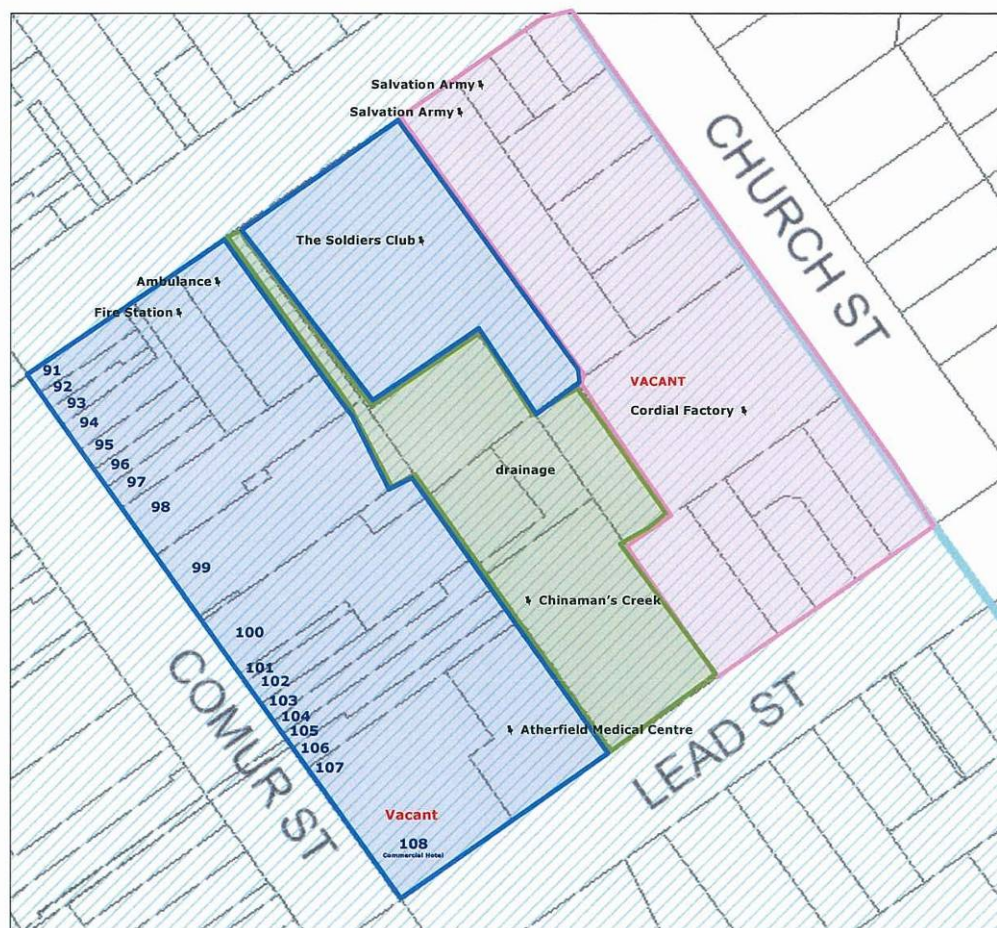 Salvation Army
Salvation Army
CHURCH ST
The Soldiers Club
Ambulance
Fire Station
91
92
93
94
95
96
97
98
99
100
101
102
103
104
105
106
107
VACANT
Cordial Factory
drainage
Chinaman's Creek
Atherfield Medical Centre
COMUR ST
LEAD ST
Vacant
108
Commercial Hotel